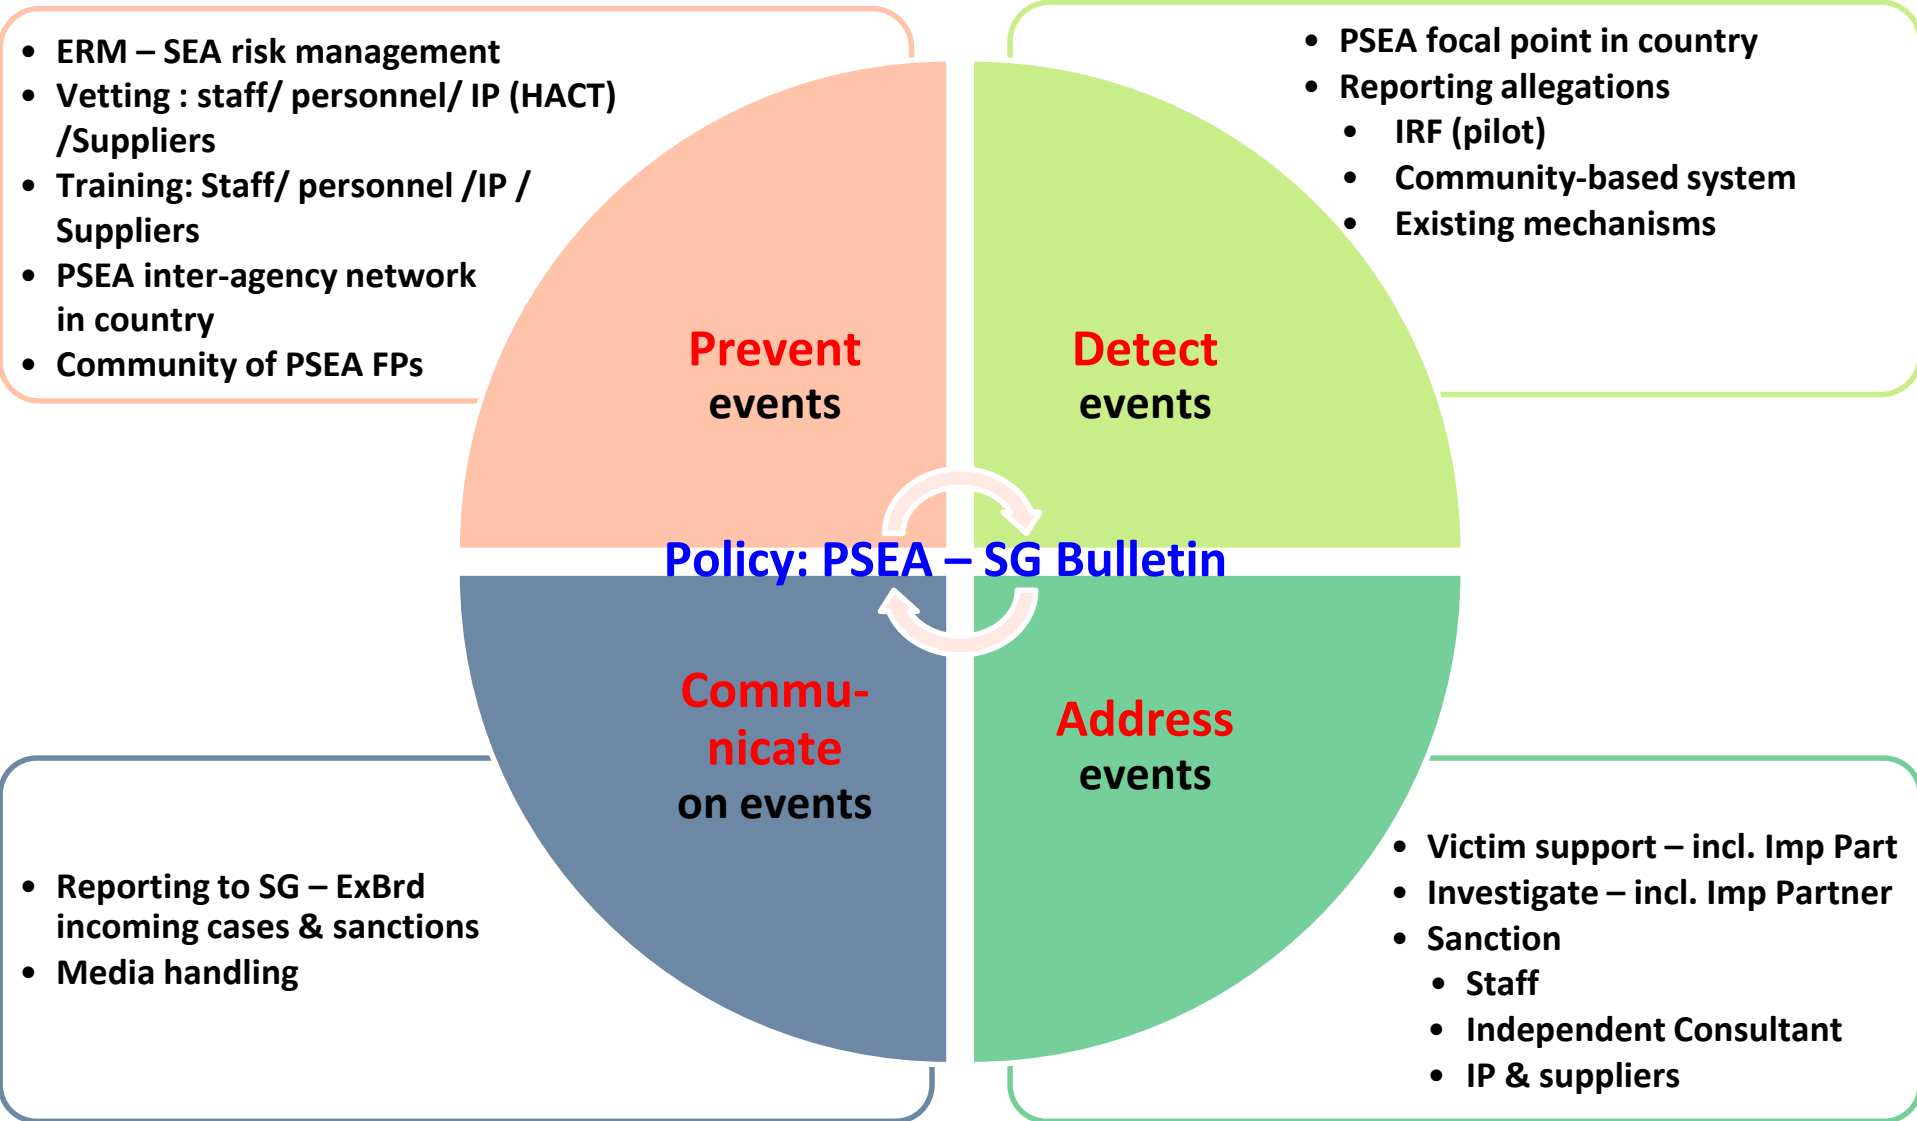 • ERM – SEA risk management
• Vetting : staff/ personnel/ IP (HACT)
/Suppliers
• Training: Staff/ personnel /IP /
Suppliers
• PSEA inter-agency network
in country
• Community of PSEA FPs
• PSEA focal point in country
• Reporting allegations
• IRF (pilot)
• Community-based system
• Existing mechanisms
Prevent
events
Detect
events
Policy: PSEA – SG Bulletin
Commu-
nicate
on events
Address
events
• Reporting to SG – ExBrd
incoming cases & sanctions
• Media handling
• Victim support – incl. Imp Part
• Investigate – incl. Imp Partner
• Sanction
• Staff
• Independent Consultant
• IP & suppliers